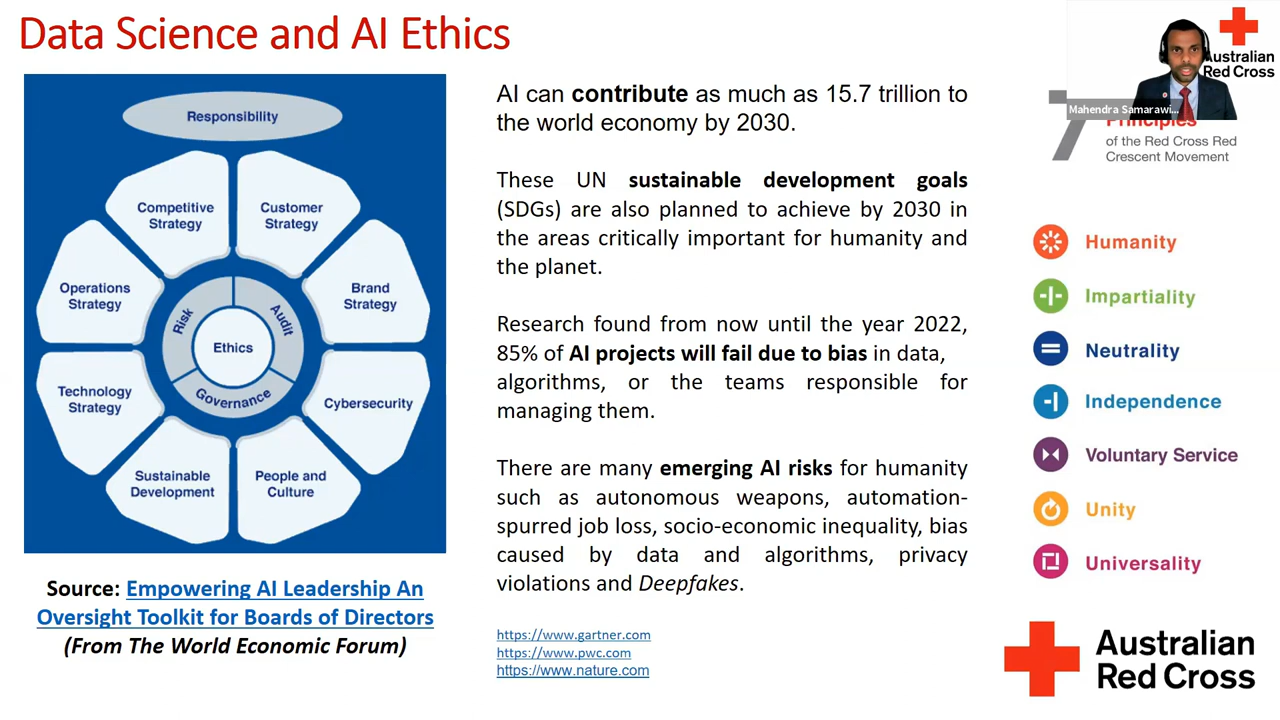 Data Science and AI Ethics
Responsibility
Competitive
Strategy
Customer
Strategy
Operations
Strategy
Brand
Strategy
Risk
Audit
Ethics
Governance
Technology
Strategy
Cybersecurity
Sustainable
Development
People and
Culture
Source: Empowering AI Leadership An
Oversight Toolkit for Boards of Directors
(From The World Economic Forum)
AI can contribute as much as 15.7 trillion to
the world economy by 2030.
These UN sustainable development goals
(SDGs) are also planned to achieve by 2030 in
the areas critically important for humanity and
the planet.
Research found from now until the year 2022,
85% of AI projects will fail due to bias in data,
algorithms, or the teams responsible for
managing them.
There are many emerging AI risks for humanity
such as autonomous weapons, automation-
spurred job loss, socio-economic inequality, bias
caused by data and algorithms, privacy
violations and Deepfakes.
https://www.gartner.com
https://www.pwc.com
https://www.nature.com
Australian
Red Cross
Mahendra Samarawi...
7 Principles
of the Red Cross Red
Crescent Movement
Humanity
Impartiality
Neutrality
Independence
Voluntary Service
Unity
Universality
Australian
Red Cross